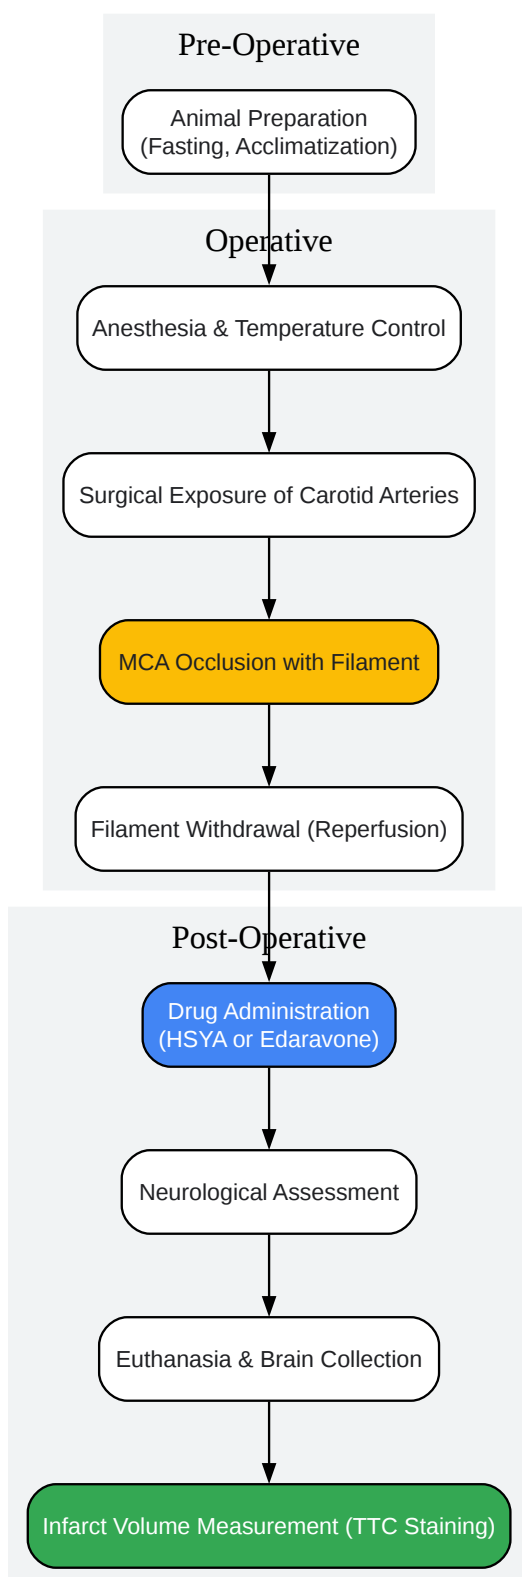 Pre-Operative
Animal Preparation
(Fasting, Acclimatization)
Operative
Anesthesia & Temperature Control
Surgical Exposure of Carotid Arteries
MCA Occlusion with Filament
Filament Withdrawal (Reperfusion)
Post-Operative
Drug Administration
(HSYA or Edaravone)
Neurological Assessment
Euthanasia & Brain Collection
Infarct Volume Measurement (TTC Staining)